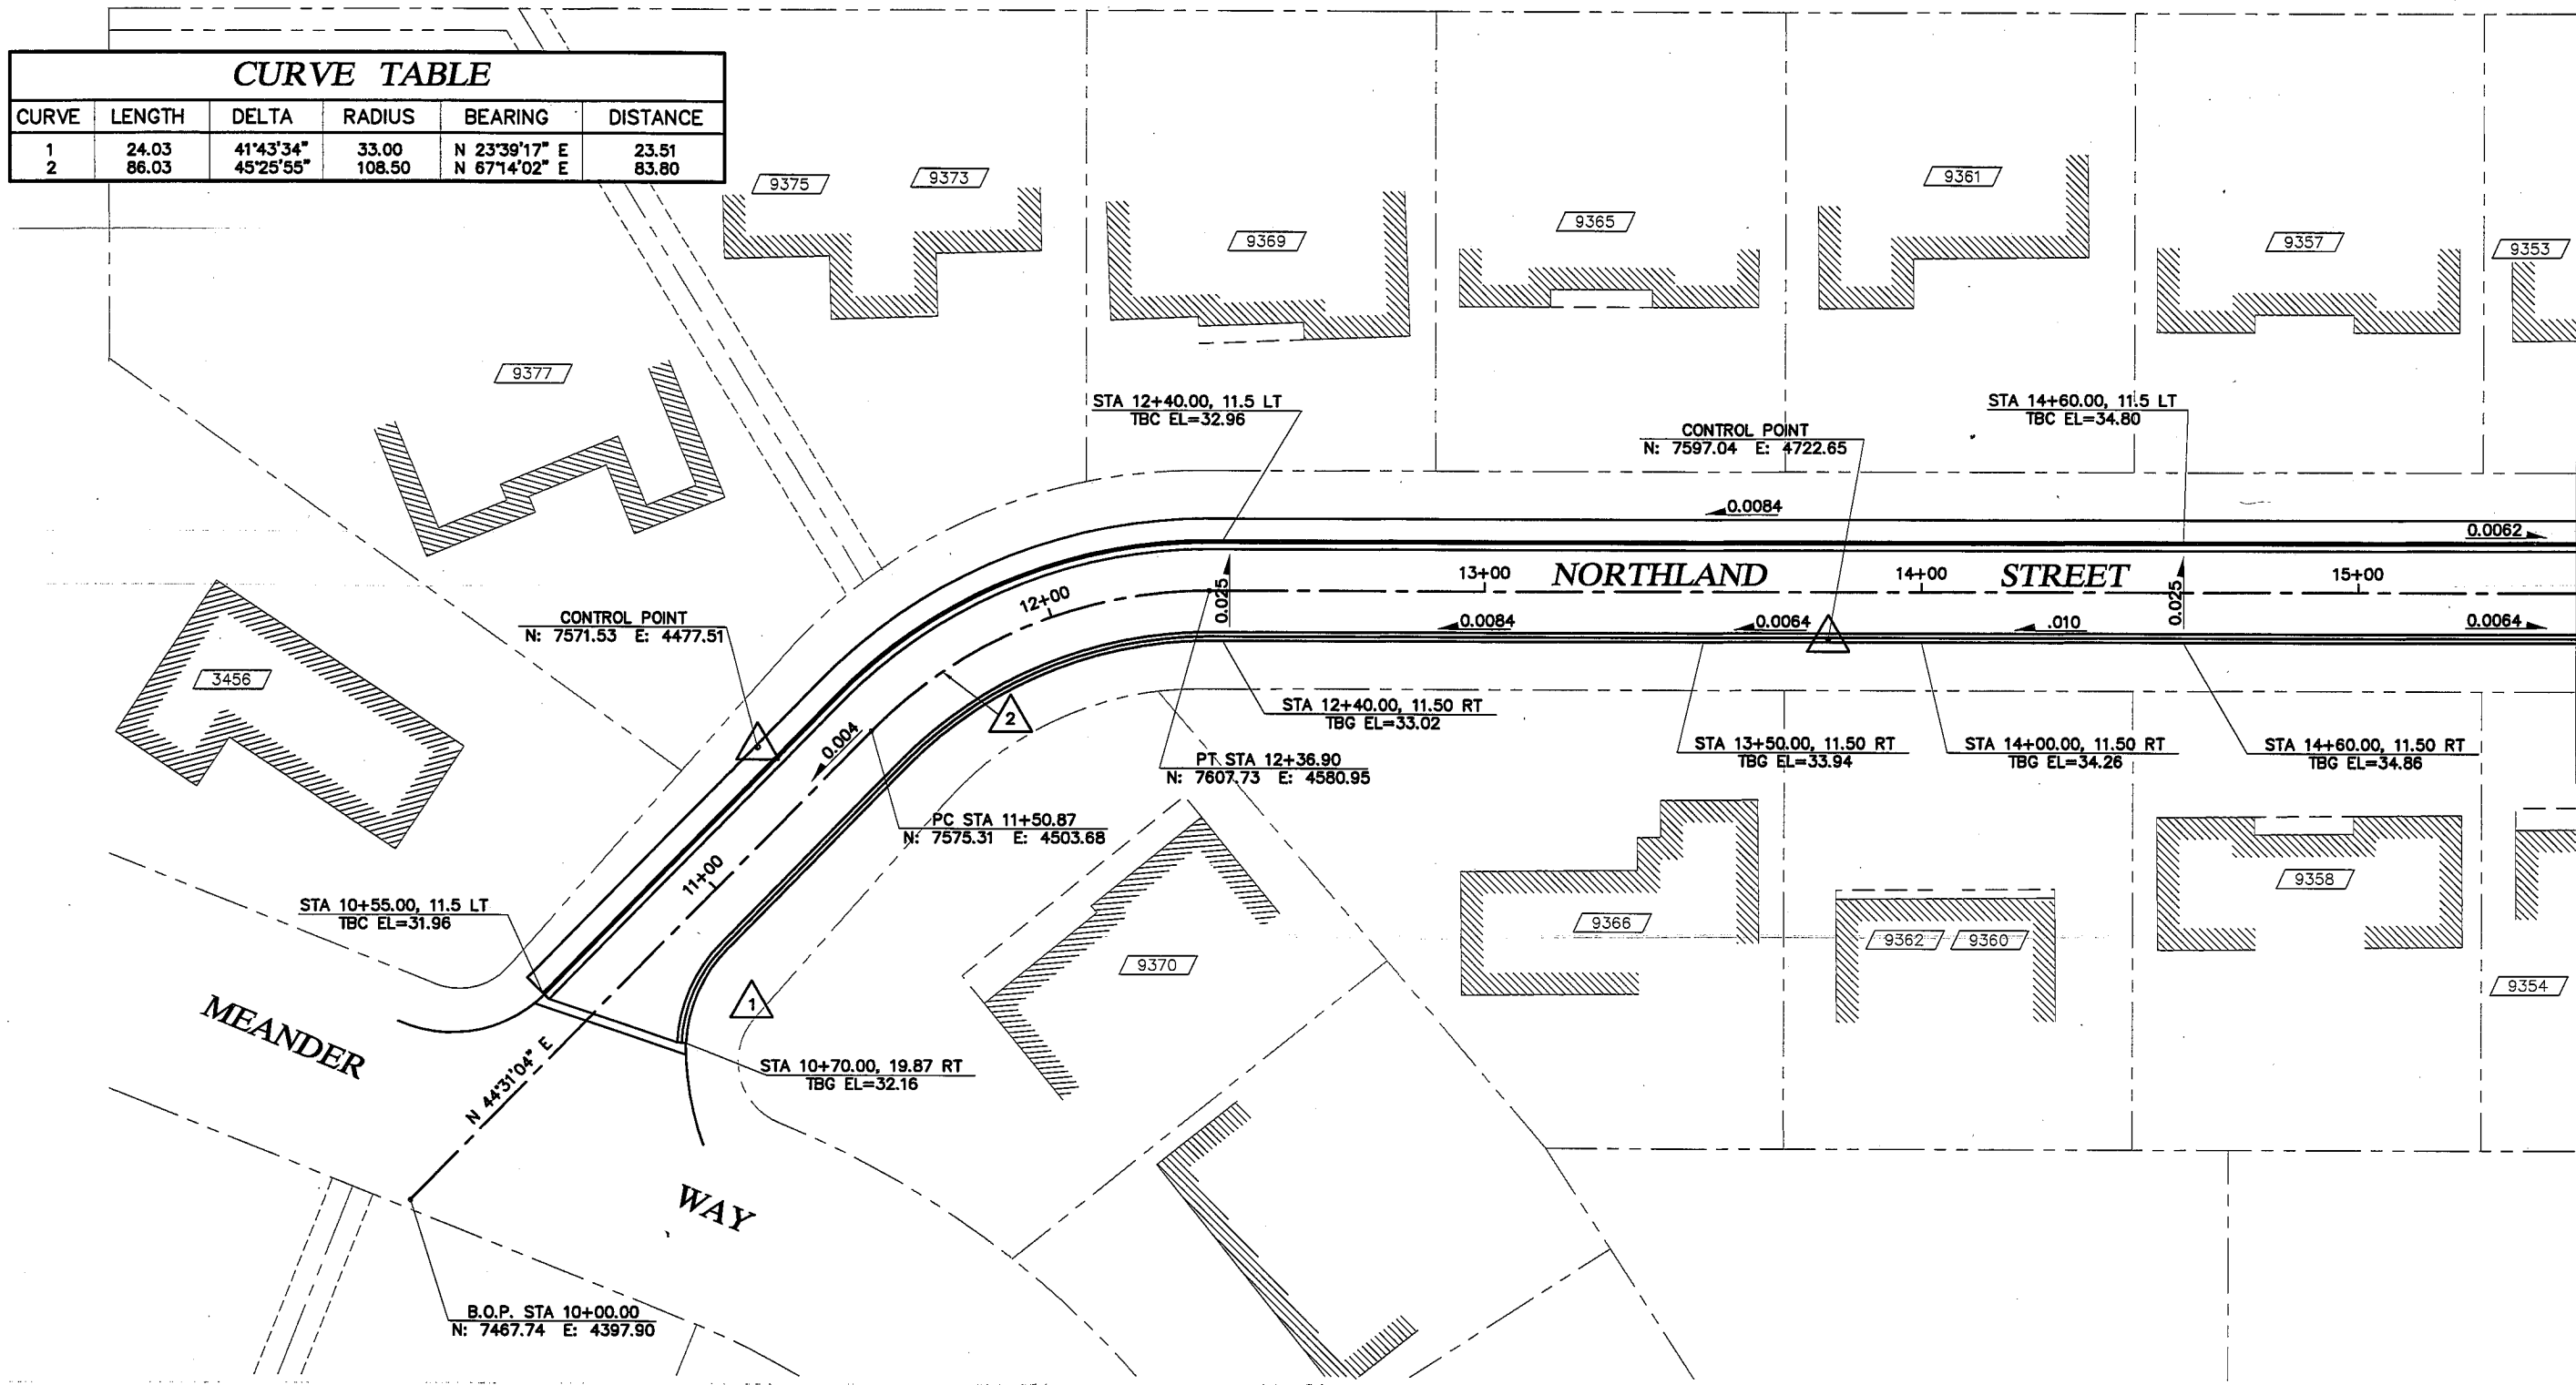 CURVE TABLE
CURVE LENGTH DELTA RADIUS BEARING DISTANCE
1 24.03 41°43'34" 33.00 N 23°39'17" E 23.51
2 86.03 45°25'55" 108.50 N 67°14'02" E 83.80
9375
9373
9369
9365
9361
9357
9353
9377
3456
STA 12+40.00, 11.5 LT
TBC EL=32.96
CONTROL POINT
N: 7597.04 E: 4722.65
STA 14+60.00, 11.5 LT
TBC EL=34.80
0.0084
0.0062
13+00
NORTHLAND
14+00
STREET
15+00
0.025
0.025
12+00
CONTROL POINT
N: 7571.53 E: 4477.51
0.0084
0.0064
.010
0.0064
2
0.004
STA 12+40.00, 11.50 RT
TBG EL=33.02
PT STA 12+36.90
N: 7607.73 E: 4580.95
STA 13+50.00, 11.50 RT
TBG EL=33.94
STA 14+00.00, 11.50 RT
TBG EL=34.26
STA 14+60.00, 11.50 RT
TBG EL=34.86
PC STA 11+50.87
N: 7575.31 E: 4503.68
11+00
STA 10+55.00, 11.5 LT
TBC EL=31.96
9370
9366
9362
9360
9358
9354
1
MEANDER
N 44°31'04" E
STA 10+70.00, 19.87 RT
TBG EL=32.16
WAY
B.O.P. STA 10+00.00
N: 7467.74 E: 4397.90